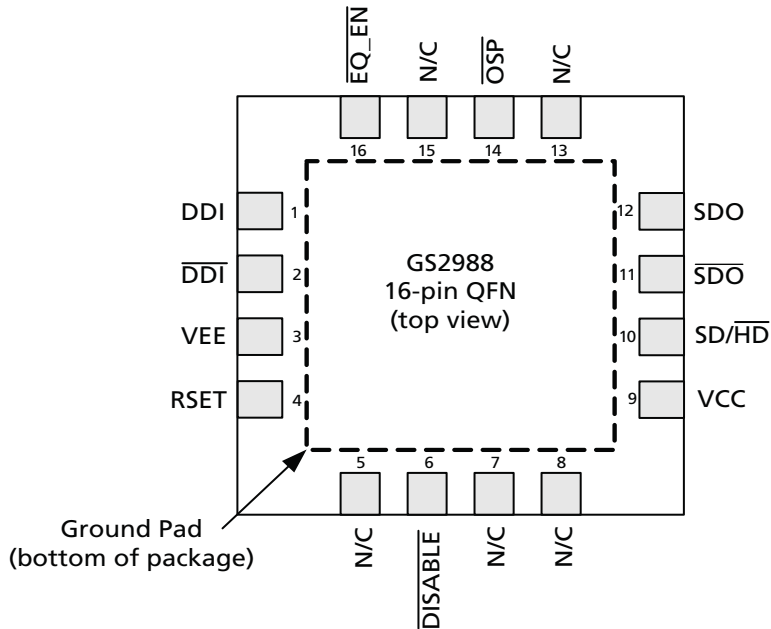 EQ_EN
N/C
OSP
N/C
16
15
14
13
DDI
1
DDI
2
VEE
3
RSET
4
GS2988
16-pin QFN
(top view)
12
SDO
11
SDO
10
SD/HD
9
VCC
5
6
7
8
N/C
DISABLE
N/C
N/C
Ground Pad
(bottom of package)